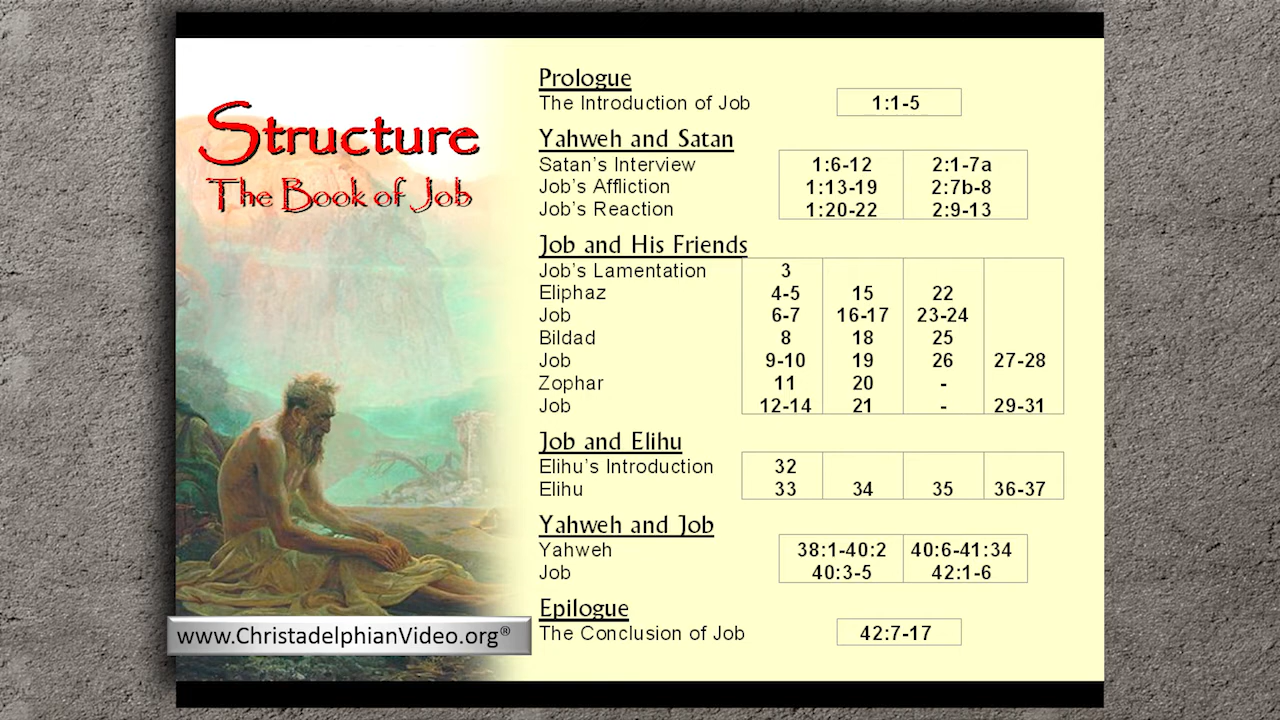 Structure
The Book of Job
Prologue
The Introduction of Job 1:1-5
Yahweh and Satan
Satan's Interview 1:6-12 2:1-7a
Job's Affliction 1:13-19 2:7b-8
Job's Reaction 1:20-22 2:9-13
Job and His Friends
Job's Lamentation 3
Eliphaz 4-5 15 22
Job 6-7 16-17 23-24
Bildad 8 18 25
Job 9-10 19 26 27-28
Zophar 11 20 -
Job 12-14 21 - 29-31
Job and Elihu
Elihu's Introduction 32
Elihu 33 34 35 36-37
Yahweh and Job
Yahweh 38:1-40:2 40:6-41:34
Job 40:3-5 42:1-6
Epilogue
The Conclusion of Job 42:7-17
www.ChristadelphianVideo.org®